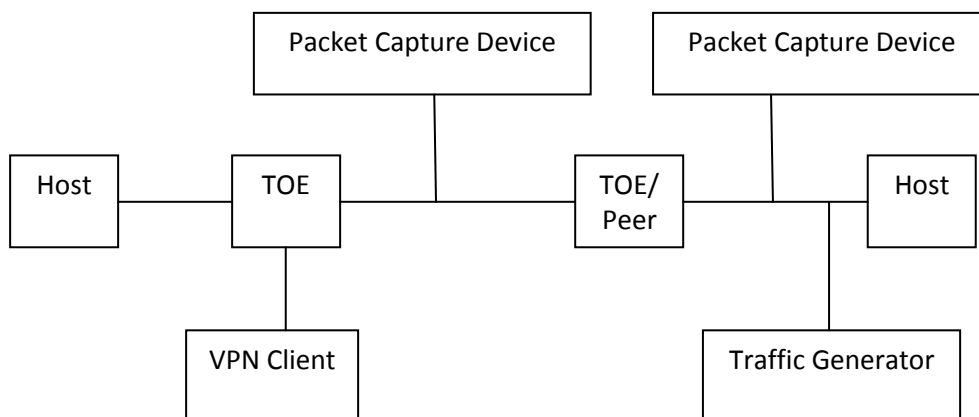 Packet Capture Device
Packet Capture Device
Host
TOE
TOE/
Peer
Host
VPN Client
Traffic Generator